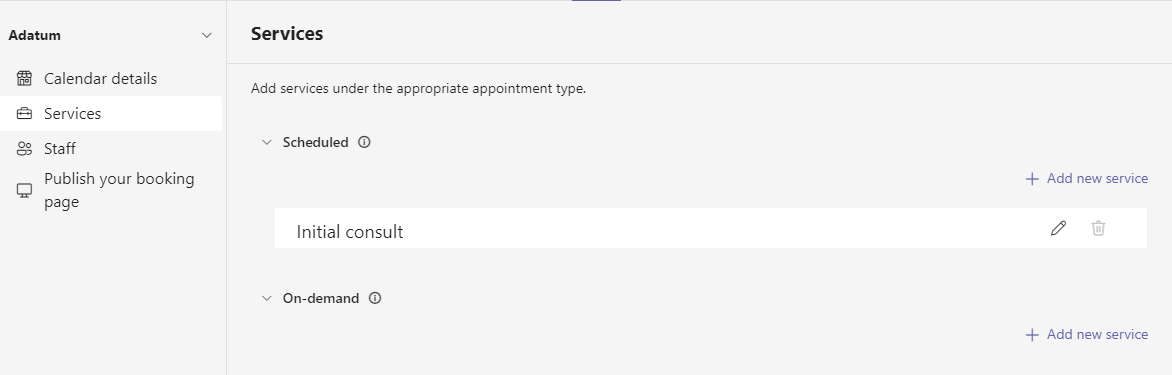 Adatum
Calendar details
Services
Staff
Publish your booking
page
Services
Add services under the appropriate appointment type.
Scheduled
Add new service
Initial consult
On-demand
Add new service